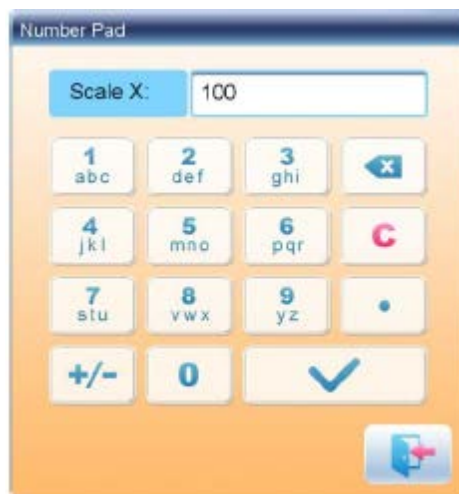 Number Pad
Scale X: 100
1 2 3
abc def ghi
4 5 6 C
jkl mno pqr
7 8 9 .
stu vwx yz
+/- 0